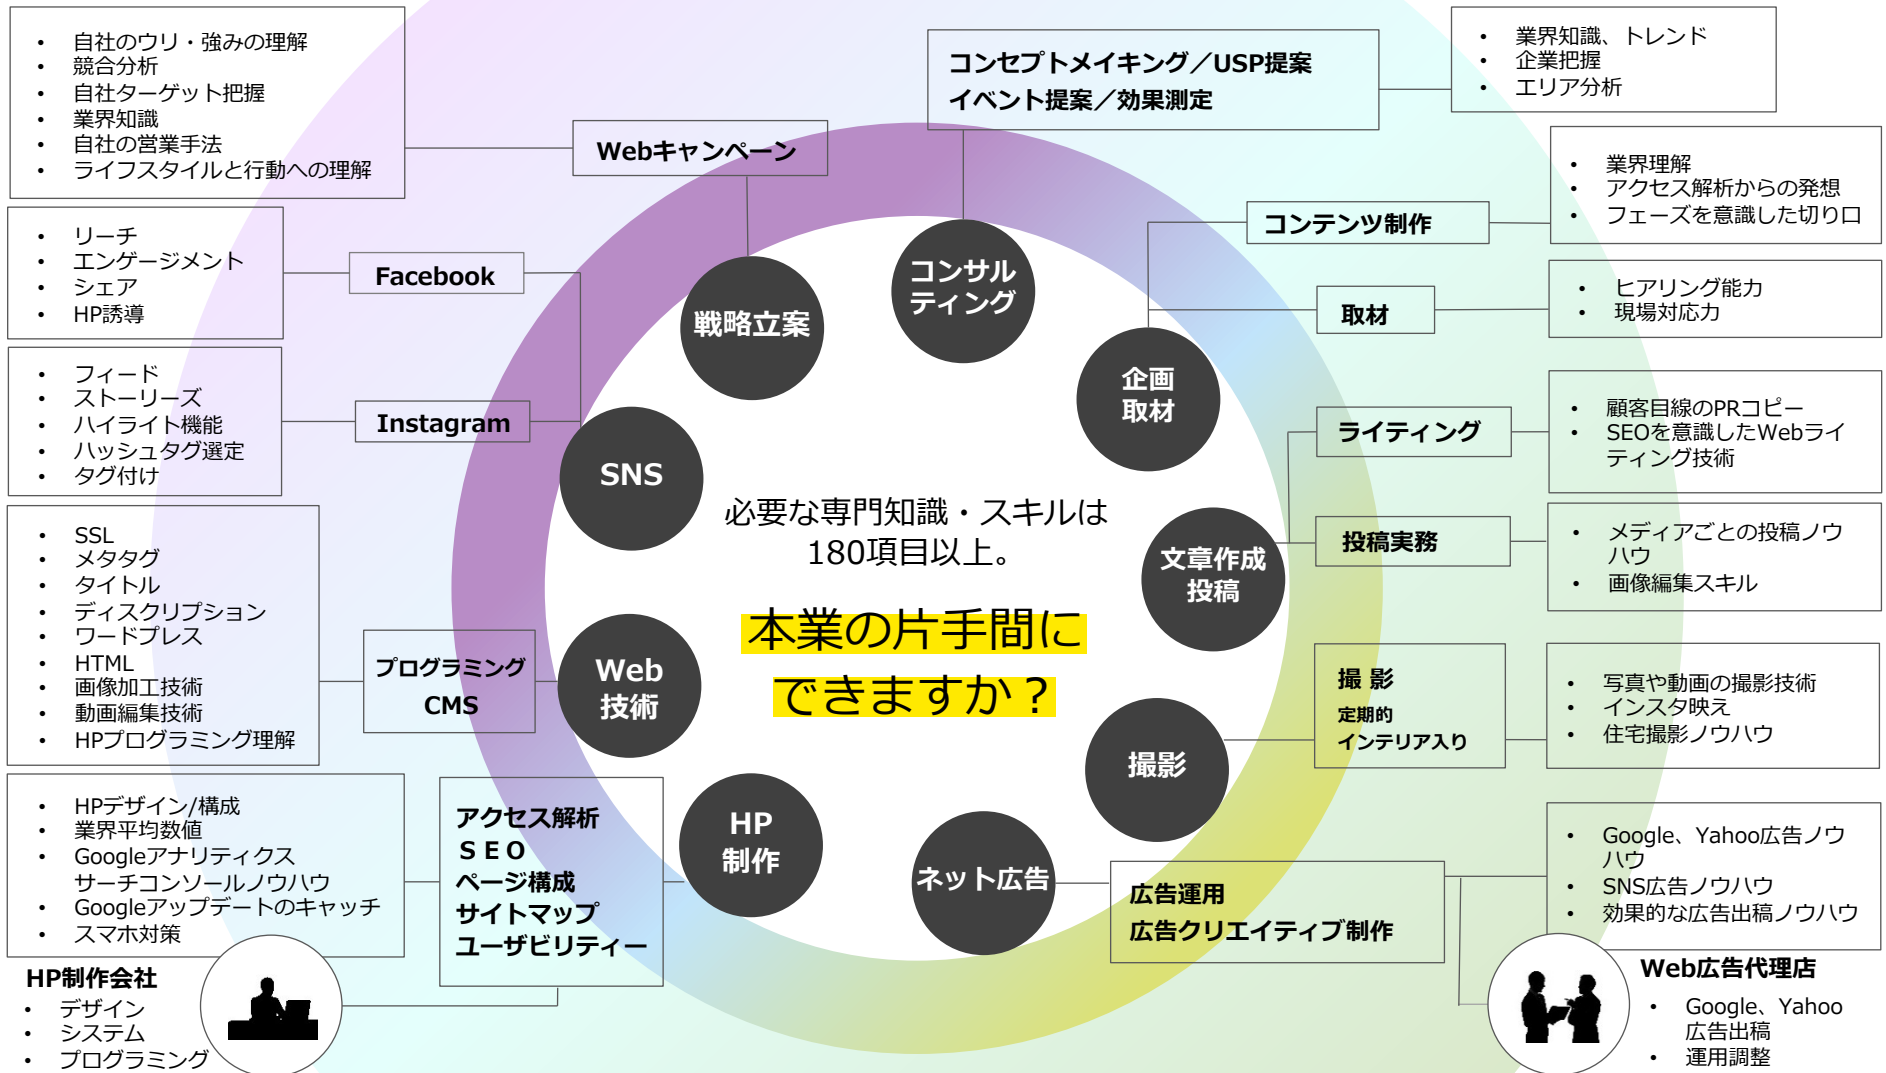 自社のウリ・強みの理解
競合分析
自社ターゲット把握
業界知識
自社の営業手法
ライフスタイルと行動への理解
Webキャンペーン
コンセプトメイキング／USP提案
イベント提案／効果測定
業界知識、トレンド
企業把握
エリア分析
リーチ
エンゲージメント
シェア
HP誘導
Facebook
フィード
ストーリーズ
ハイライト機能
ハッシュタグ選定
タグ付け
Instagram
SSL
メタタグ
タイトル
ディスクリプション
ワードプレス
HTML
画像加工技術
動画編集技術
HPプログラミング理解
プログラミング
CMS
HPデザイン/構成
業界平均数値
Googleアナリティクス
サーチコンソールノウハウ
Googleアップデートのキャッチ
スマホ対策
アクセス解析
ＳＥＯ
ページ構成
サイトマップ
ユーザビリティー
HP制作会社
デザイン
システム
プログラミング
戦略立案
コンサル
ティング
企画
取材
SNS
文章作成
投稿
Web
技術
撮影
HP
制作
ネット広告
必要な専門知識・スキルは
180項目以上。
本業の片手間に
できますか？
コンテンツ制作
業界理解
アクセス解析からの発想
フェーズを意識した切り口
取材
ヒアリング能力
現場対応力
ライティング
顧客目線のPRコピー
SEOを意識したWebライ
ティング技術
投稿実務
メディアごとの投稿ノウ
ハウ
画像編集スキル
撮 影
定期的
インテリア入り
写真や動画の撮影技術
インスタ映え
住宅撮影ノウハウ
広告運用
広告クリエイティブ制作
Google、Yahoo広告ノウ
ハウ
SNS広告ノウハウ
効果的な広告出稿ノウハウ
Web広告代理店
Google、Yahoo
広告出稿
運用調整